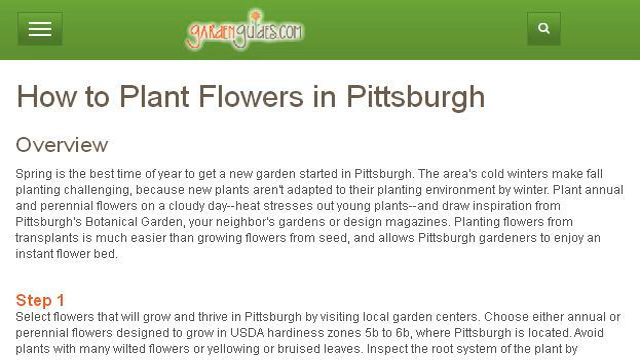 gardenguides.com
How to Plant Flowers in Pittsburgh
Overview
Spring is the best time of year to get a new garden started in Pittsburgh. The area's cold winters make fall
planting challenging, because new plants aren't adapted to their planting environment by winter. Plant annual
and perennial flowers on a cloudy day--heat stresses out young plants--and draw inspiration from
Pittsburgh's Botanical Garden, your neighbor's gardens or design magazines. Planting flowers from
transplants is much easier than growing flowers from seed, and allows Pittsburgh gardeners to enjoy an
instant flower bed.
Step 1
Select flowers that will grow and thrive in Pittsburgh by visiting local garden centers. Choose either annual or
perennial flowers designed to grow in USDA hardiness zones 5b to 6b, where Pittsburgh is located. Avoid
plants with many wilted flowers or yellowing or bruised leaves. Inspect the root system of the plant by